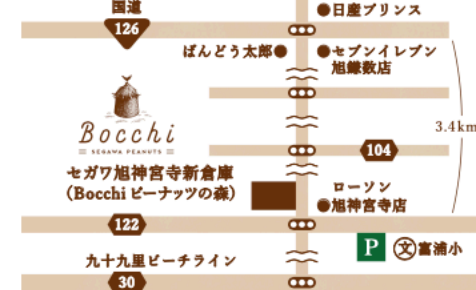 国道
126
●日産プリンス
ばんどう太郎●
●セブンイレブン
旭鎌数店
3.4km
Bocchi
SEGAWA PEANUTS
104
セガワ旭神宮寺新倉庫
（Bocchi ピーナッツの森）
ローソン
●旭神宮寺店
122
P
文富浦小
九十九里ビーチライン
30